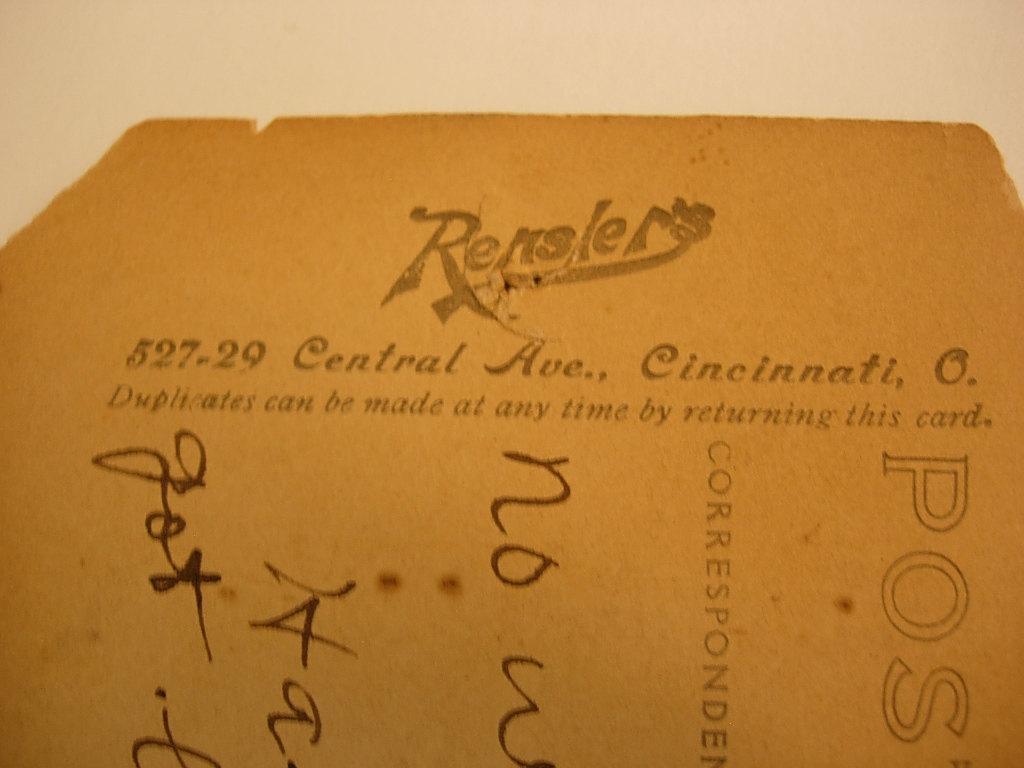 Rensler's
527-29 Central Ave., Cincinnati, O.
Duplicates can be made at any time by returning this card.
POS
CORRESPONDEN
no